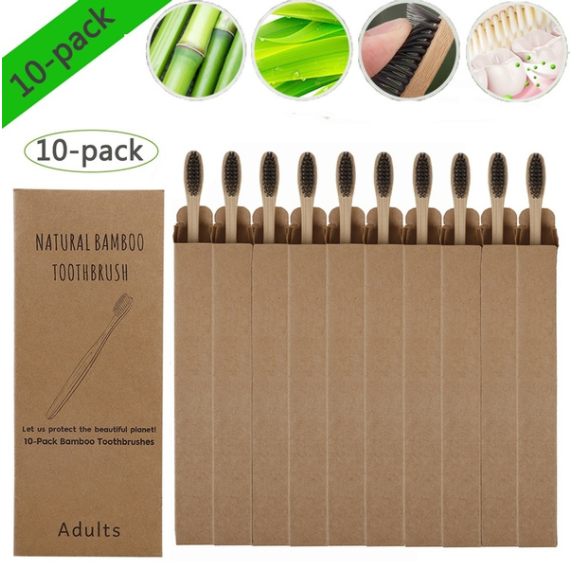 10-pack
10-pack
NATURAL BAMBOO
TOOTHBRUSH
Let us protect the beautiful planet!
10-Pack Bamboo Toothbrushes
Adults